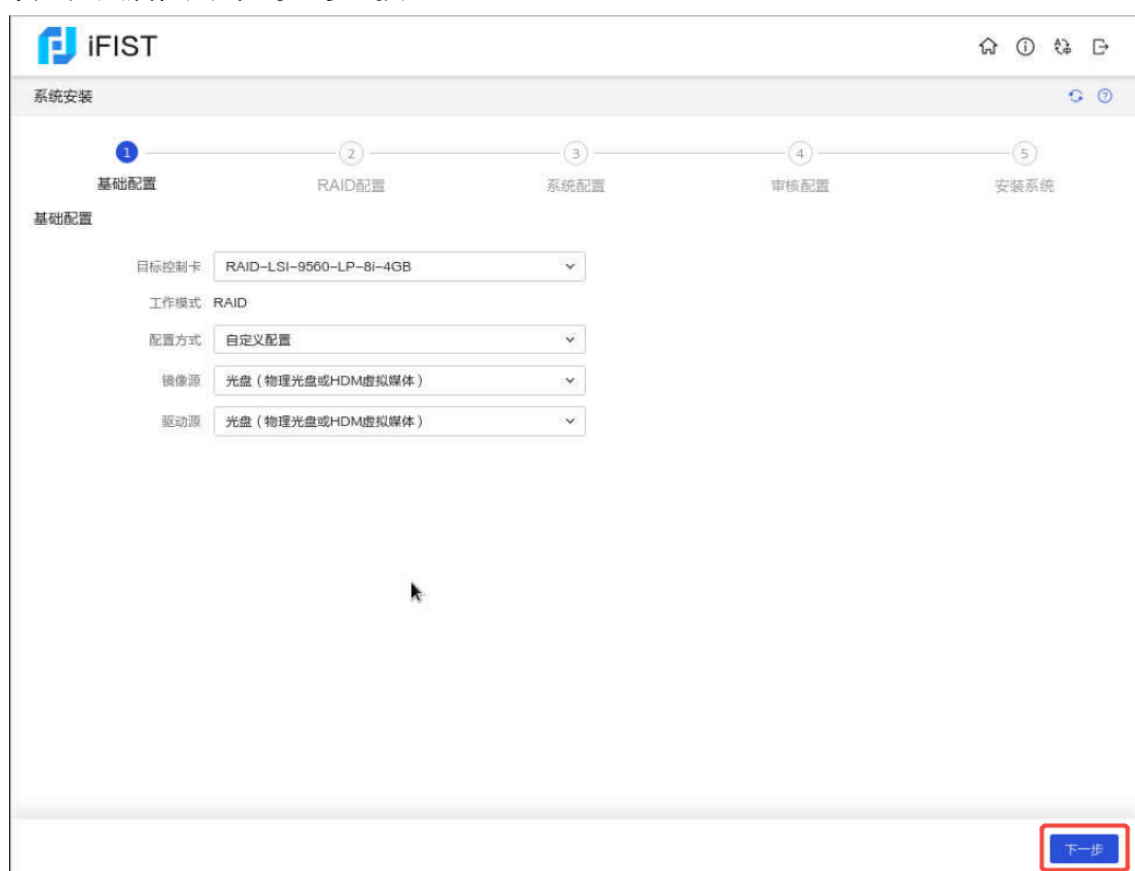 iFIST
系统安装
1 2 3 4 5
基础配置 RAID配置 系统配置 审核配置 安装系统
基础配置
目标控制卡 RAID-LSI-9560-LP-8i-4GB
工作模式 RAID
配置方式 自定义配置
镜像源 光盘（物理光盘或HDM虚拟媒体）
驱动源 光盘（物理光盘或HDM虚拟媒体）
下一步